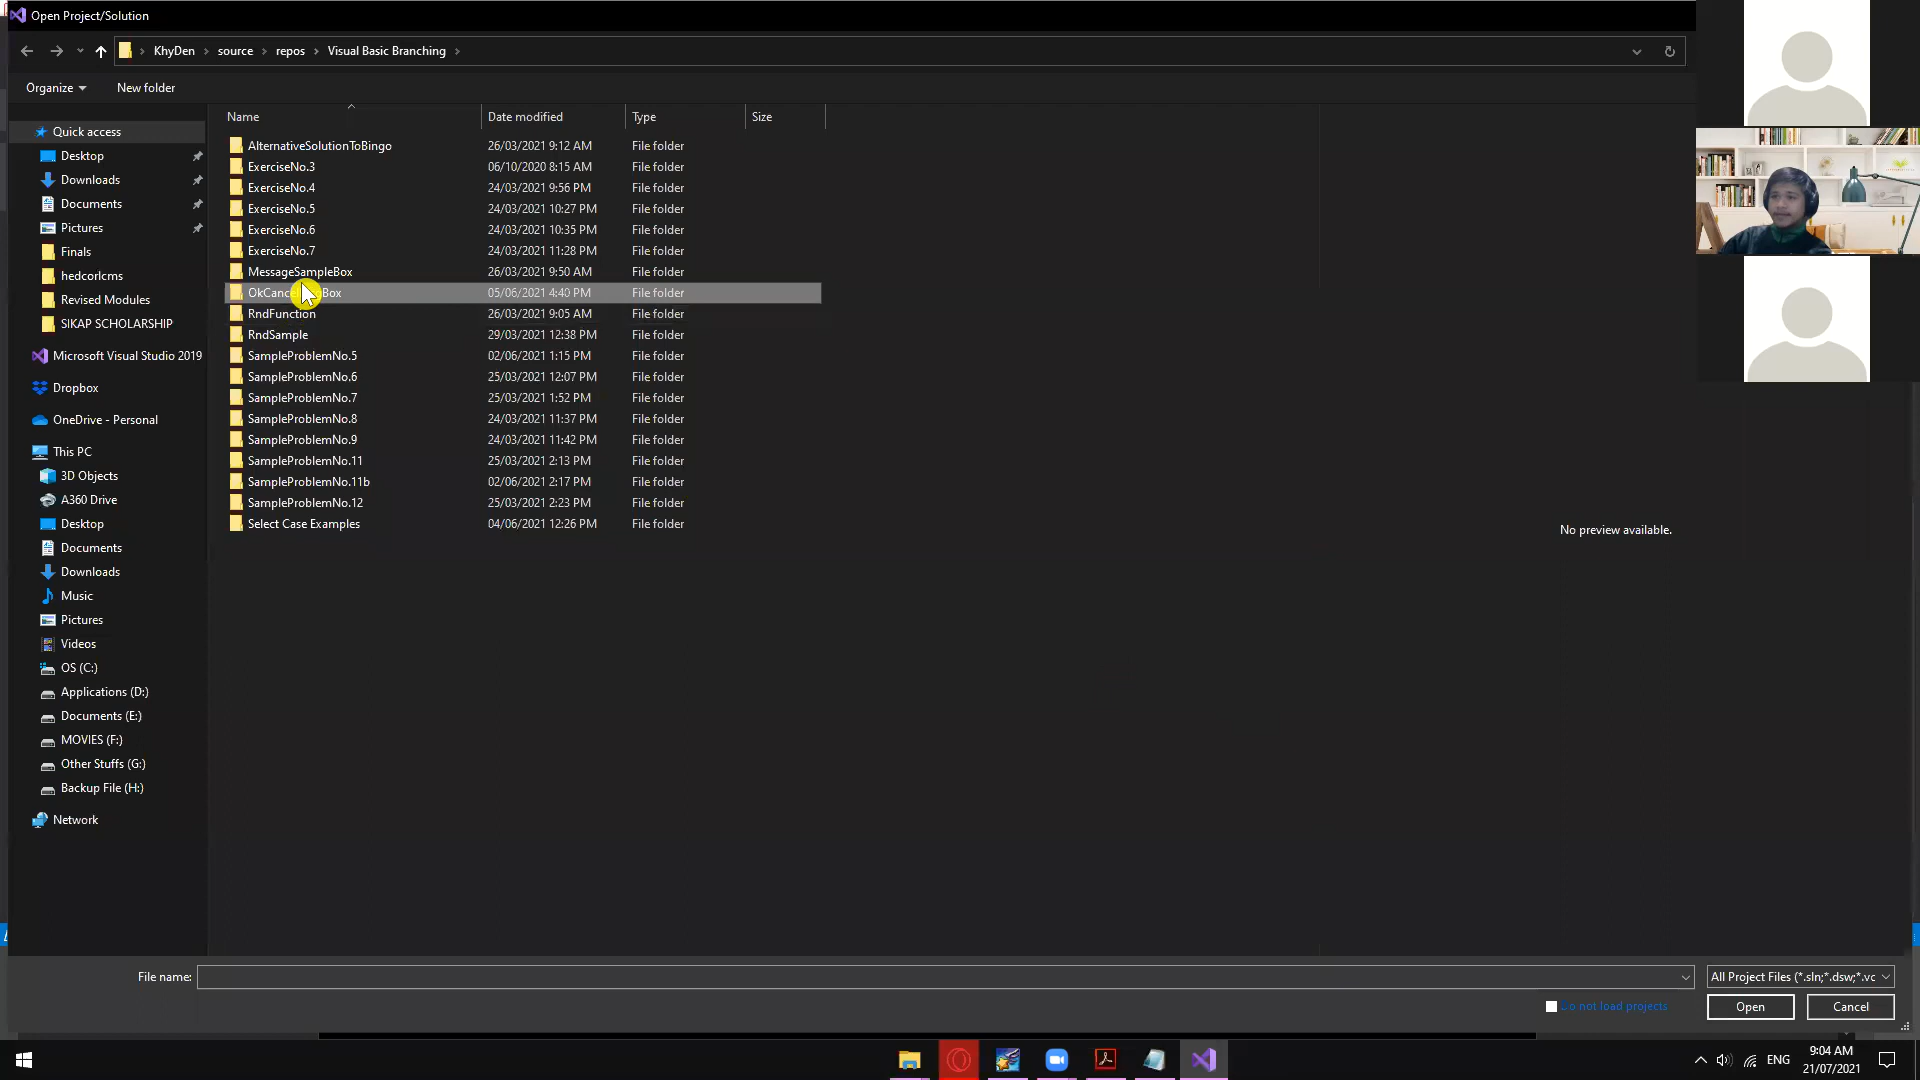 Open Project/Solution
KhyDen > source > repos > Visual Basic Branching >
Organize
New folder
Name
Date modified
Type
Size
Quick access
Desktop
Downloads
Documents
Pictures
Finals
hedcorlcms
Revised Modules
SIKAP SCHOLARSHIP
Microsoft Visual Studio 2019
Dropbox
OneDrive - Personal
This PC
3D Objects
A360 Drive
Desktop
Documents
Downloads
Music
Pictures
Videos
OS (C:)
Applications (D:)
Documents (E:)
MOVIES (F:)
Other Stuffs (G:)
Backup File (H:)
Network
AlternativeSolutionToBingo 26/03/2021 9:12 AM File folder
ExerciseNo.3 06/10/2020 8:15 AM File folder
ExerciseNo.4 24/03/2021 9:56 PM File folder
ExerciseNo.5 24/03/2021 10:27 PM File folder
ExerciseNo.6 24/03/2021 10:35 PM File folder
ExerciseNo.7 24/03/2021 11:28 PM File folder
MessageSampleBox 26/03/2021 9:50 AM File folder
05/06/2021 4:40 PM File folder
RndFunction 26/03/2021 9:05 AM File folder
RndSample 29/03/2021 12:38 PM File folder
SampleProblemNo.5 02/06/2021 1:15 PM File folder
SampleProblemNo.6 25/03/2021 12:07 PM File folder
SampleProblemNo.7 25/03/2021 1:52 PM File folder
SampleProblemNo.8 24/03/2021 11:37 PM File folder
SampleProblemNo.9 24/03/2021 11:42 PM File folder
SampleProblemNo.11 25/03/2021 2:13 PM File folder
SampleProblemNo.11b 02/06/2021 2:17 PM File folder
SampleProblemNo.12 25/03/2021 2:23 PM File folder
Select Case Examples 04/06/2021 12:26 PM File folder
No preview available.
File name:
All Project Files (*.sln;*.dsw;*.vc
Do not load projects
Open
Cancel
ENG
9:04 AM
21/07/2021